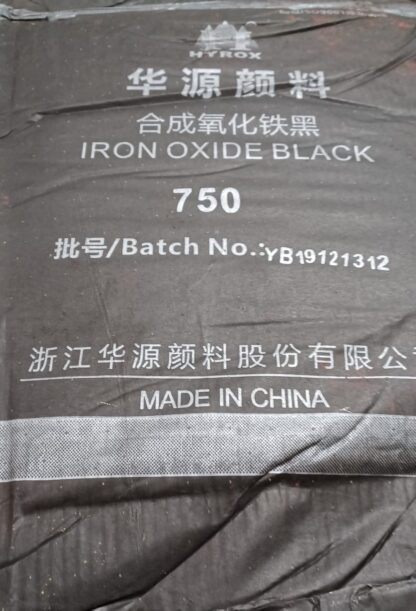 HYROX
华源颜料
合成氧化铁黑
IRON OXIDE BLACK
750
批号/Batch No.:YB19121312
浙江华源颜料股份有限公
MADE IN CHINA